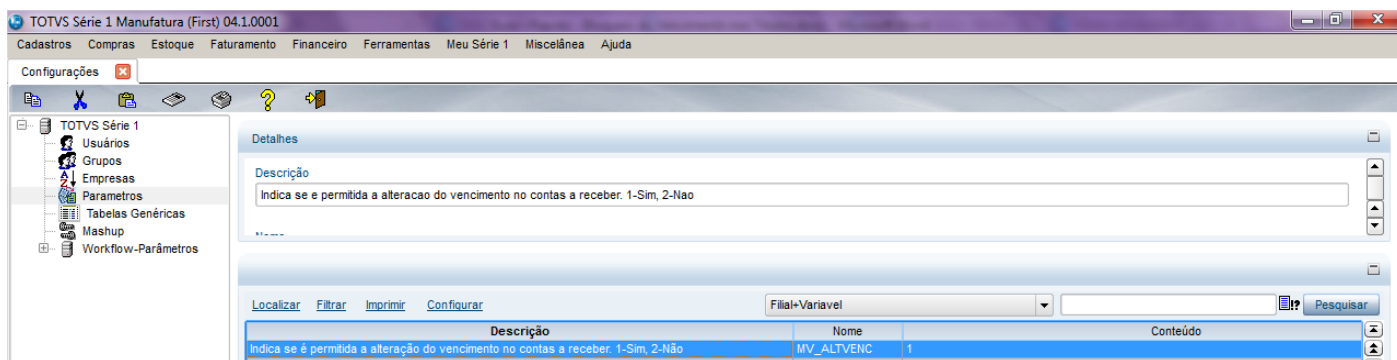 TOTVS Série 1 Manufatura (First) 04.1.0001
Cadastros Compras Estoque Faturamento Financeiro Ferramentas Meu Série 1 Miscelânea Ajuda
Configurações
TOTVS Série 1
Usuários
Grupos
Empresas
Parametros
Tabelas Genéricas
Mashup
Workflow-Parâmetros
Detalhes
Descrição
Indica se e permitida a alteracao do vencimento no contas a receber. 1-Sim, 2-Nao
Localizar Filtrar Imprimir Configurar Filial+Variavel Pesquisar
Descrição Nome Conteúdo
Indica se é permitida a alteração do vencimento no contas a receber. 1-Sim, 2-Não MV_ALTVENC 1